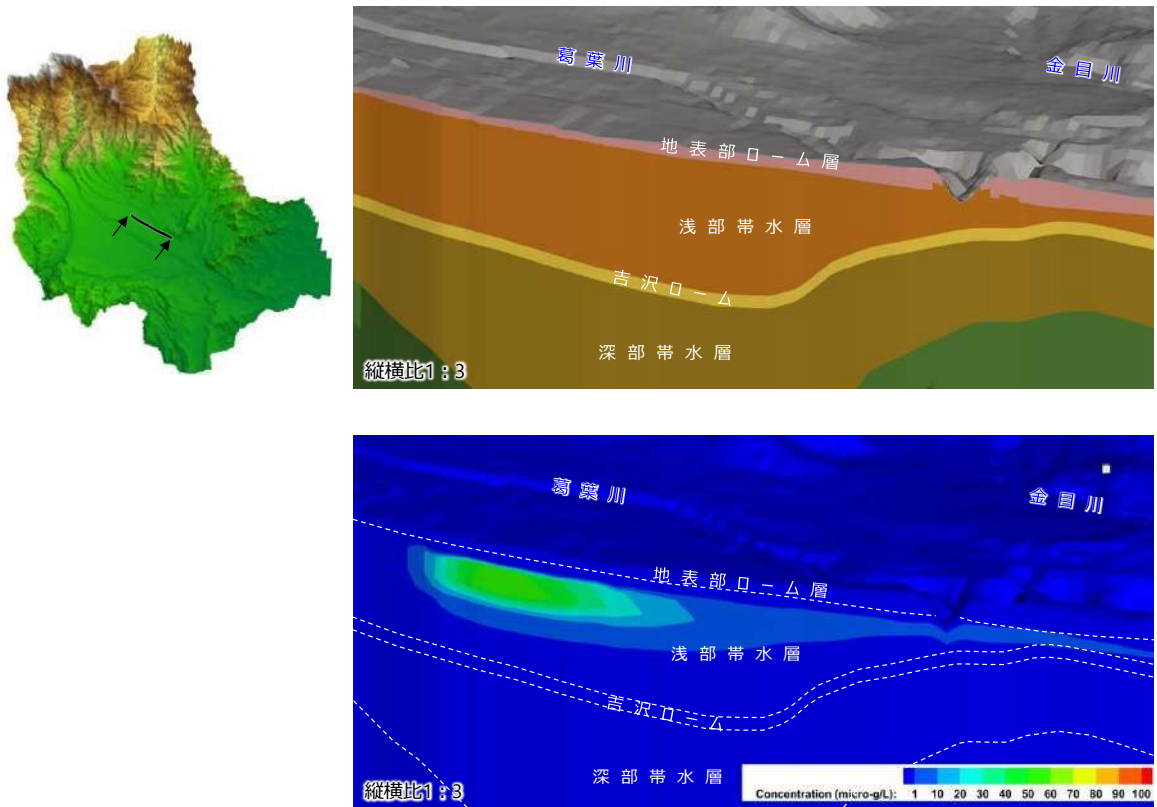 葛葉川
金目川
地表部ローム層
浅部帯水層
吉沢ローム
深部帯水層
縦横比1：3
葛葉川
金目川
地表部ローム層
浅部帯水層
吉沢ローム
深部帯水層
縦横比1：3
Concentration (micro-g/L): 1 10 20 30 40 50 60 70 80 90 100